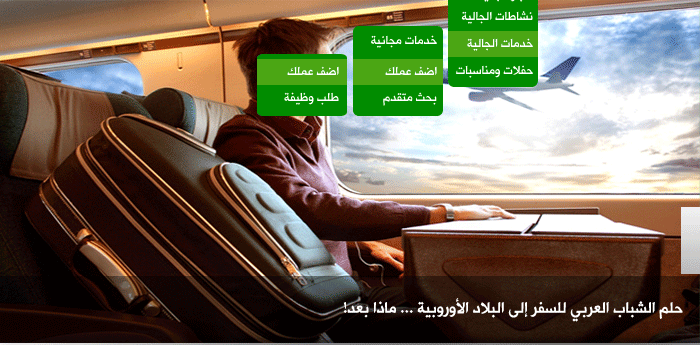 نشاطات الجالية
خدمات الجالية
حفلات ومناسبات
خدمات مجانية
اضف عملك
بحث متقدم
اضف عملك
طلب وظيفة
حلم الشباب العربي للسفر إلى البلاد الأوروبية ... ماذا بعد!